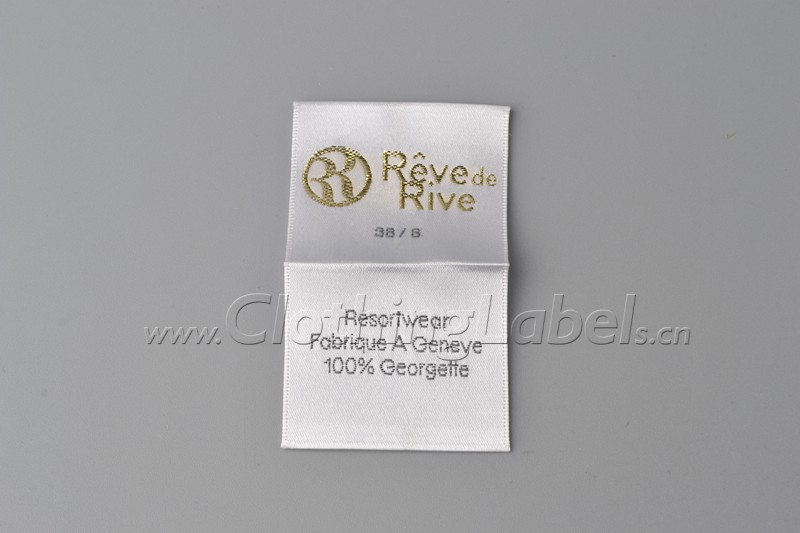 Rêve de
Rive
38 / 8
Resortwear
Fabrique A Geneve
100% Georgette
www.ClothingLabels.cn